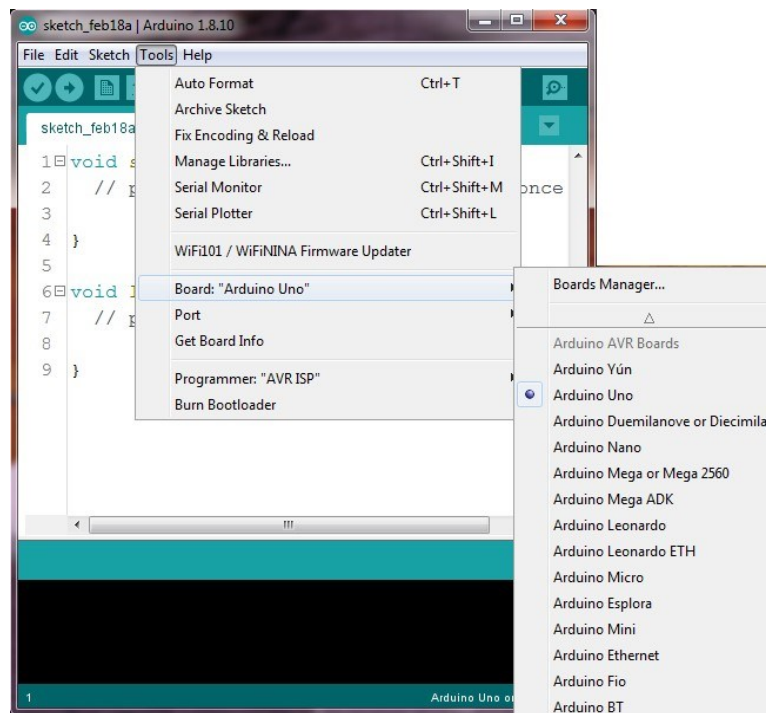 sketch_feb18a | Arduino 1.8.10
File Edit Sketch Tools Help
Auto Format Ctrl+T
Archive Sketch
Fix Encoding & Reload
Manage Libraries... Ctrl+Shift+I
Serial Monitor Ctrl+Shift+M
Serial Plotter Ctrl+Shift+L
WiFi101 / WiFiNINA Firmware Updater
Board: "Arduino Uno"
Port
Get Board Info
Programmer: "AVR ISP"
Burn Bootloader
sketch_feb18a
1 void s
2 // p once
3
4 }
5
6 void l
7 // p
8
9 }
Boards Manager...
Arduino AVR Boards
Arduino Yún
Arduino Uno
Arduino Duemilanove or Diecimila
Arduino Nano
Arduino Mega or Mega 2560
Arduino Mega ADK
Arduino Leonardo
Arduino Leonardo ETH
Arduino Micro
Arduino Esplora
Arduino Mini
Arduino Ethernet
Arduino Fio
Arduino BT
1 Arduino Uno o